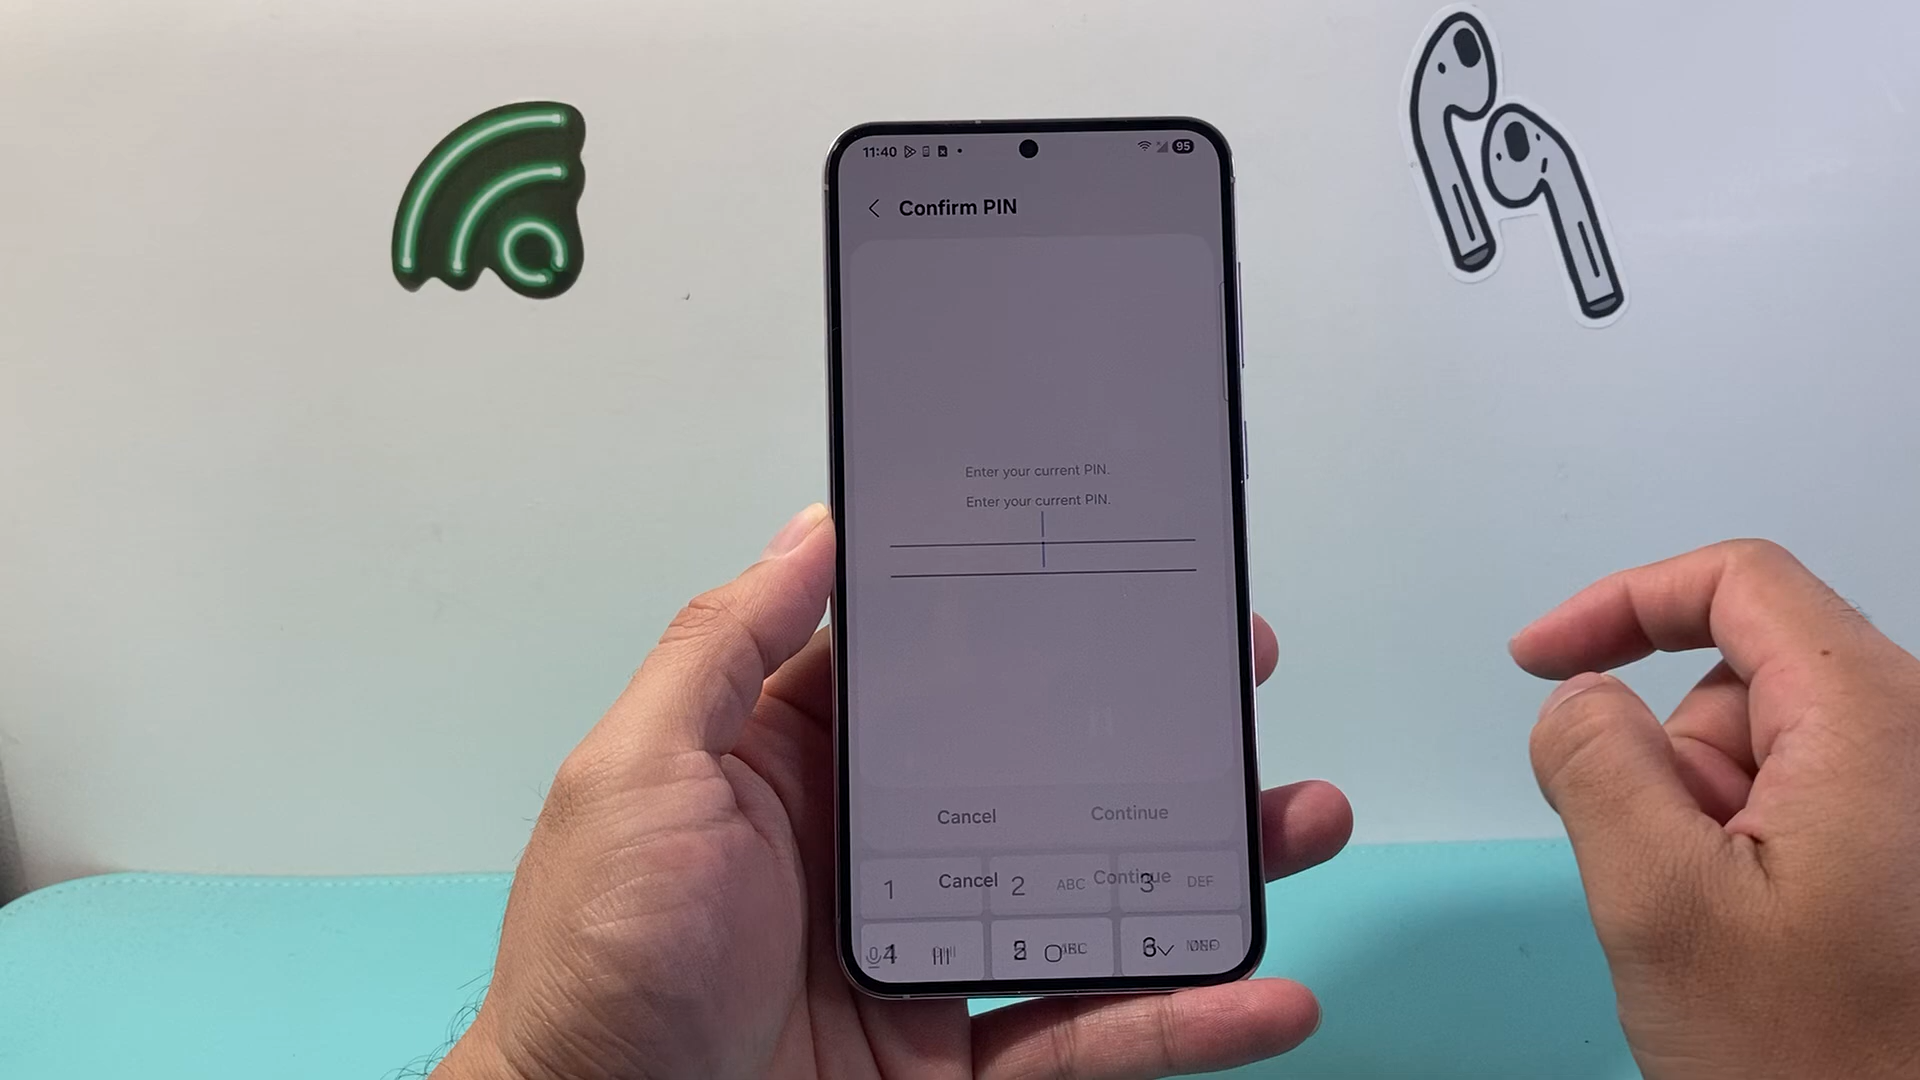 11:40 95
Confirm PIN
Enter your current PIN.
Enter your current PIN.
Cancel Continue
1 2 ABC 3 DEF
Cancel Continue
4